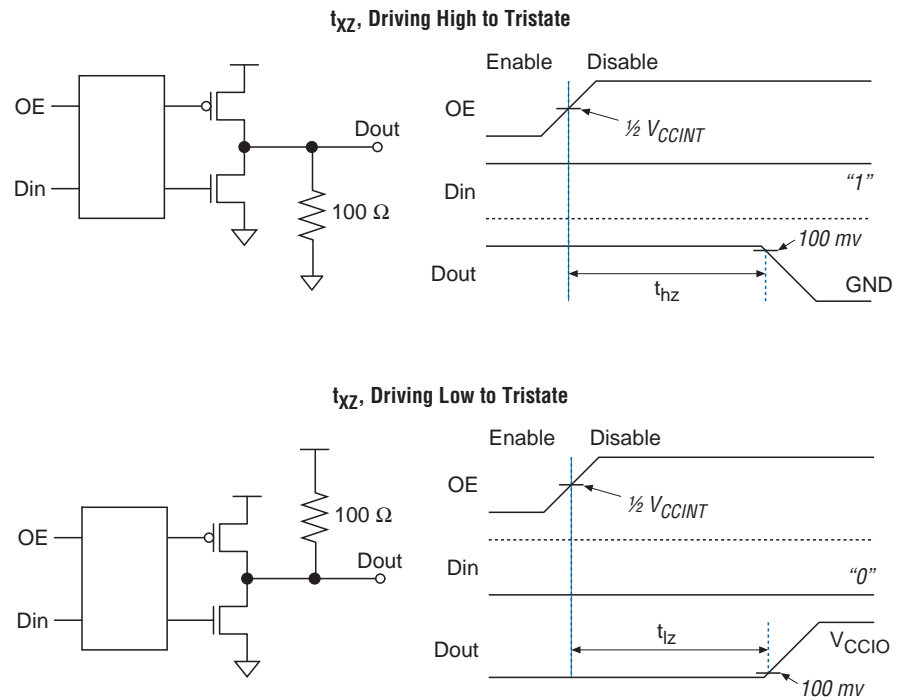 tXZ, Driving High to Tristate
Enable Disable
OE
½ VCCINT
OE
Dout
Din
"1"
Din
100 Ω
100 mv
Dout
thz
GND
tXZ, Driving Low to Tristate
Enable Disable
OE
½ VCCINT
100 Ω
OE
Dout
Din
"0"
Din
tlz
VCCIO
Dout
100 mv